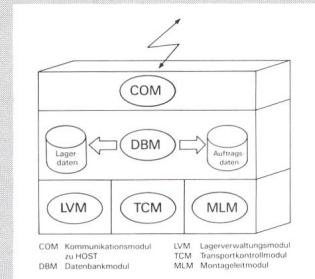 COM
Lager-
daten
DBM
Auftrags-
daten
LVM
TCM
MLM
COM Kommunikationsmodul
zu HOST
DBM Datenbankmodul
LVM Lagerverwaltungsmodul
TCM Transportkontrollmodul
MLM Montageleitmodul